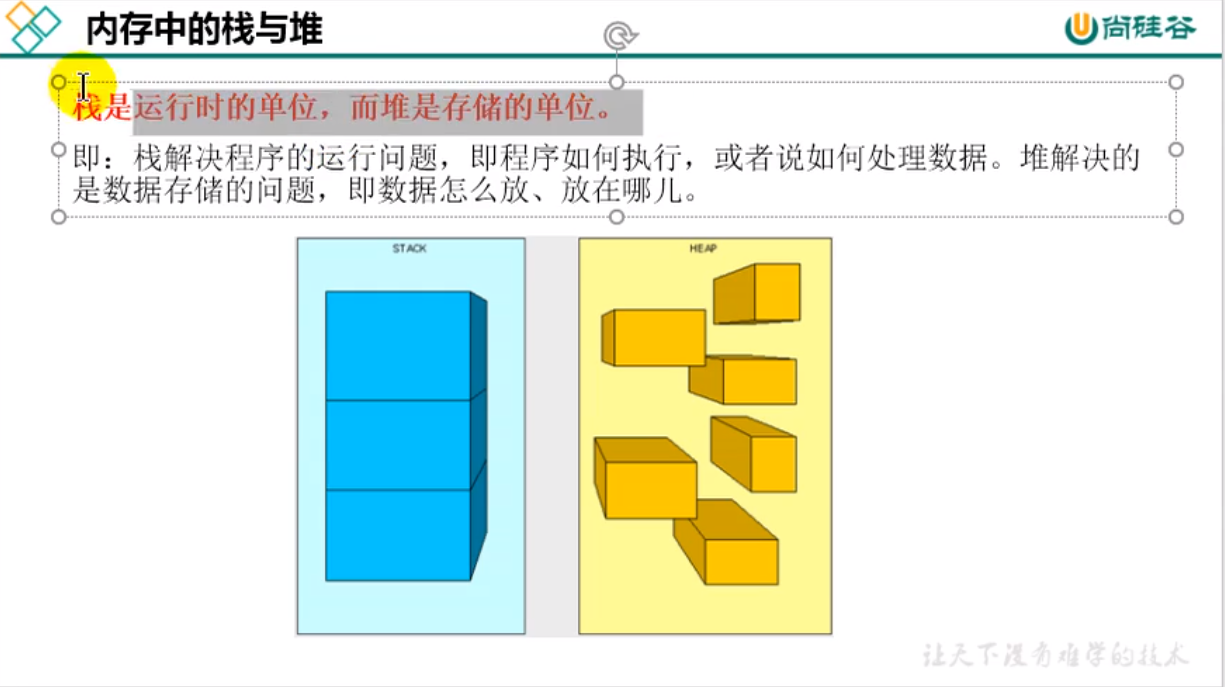 内存中的栈与堆
尚硅谷
栈是运行时的单位，而堆是存储的单位。
即：栈解决程序的运行问题，即程序如何执行，或者说如何处理数据。堆解决的
是数据存储的问题，即数据怎么放、放在哪儿。
STACK
HEAP
让天下没有难学的技术